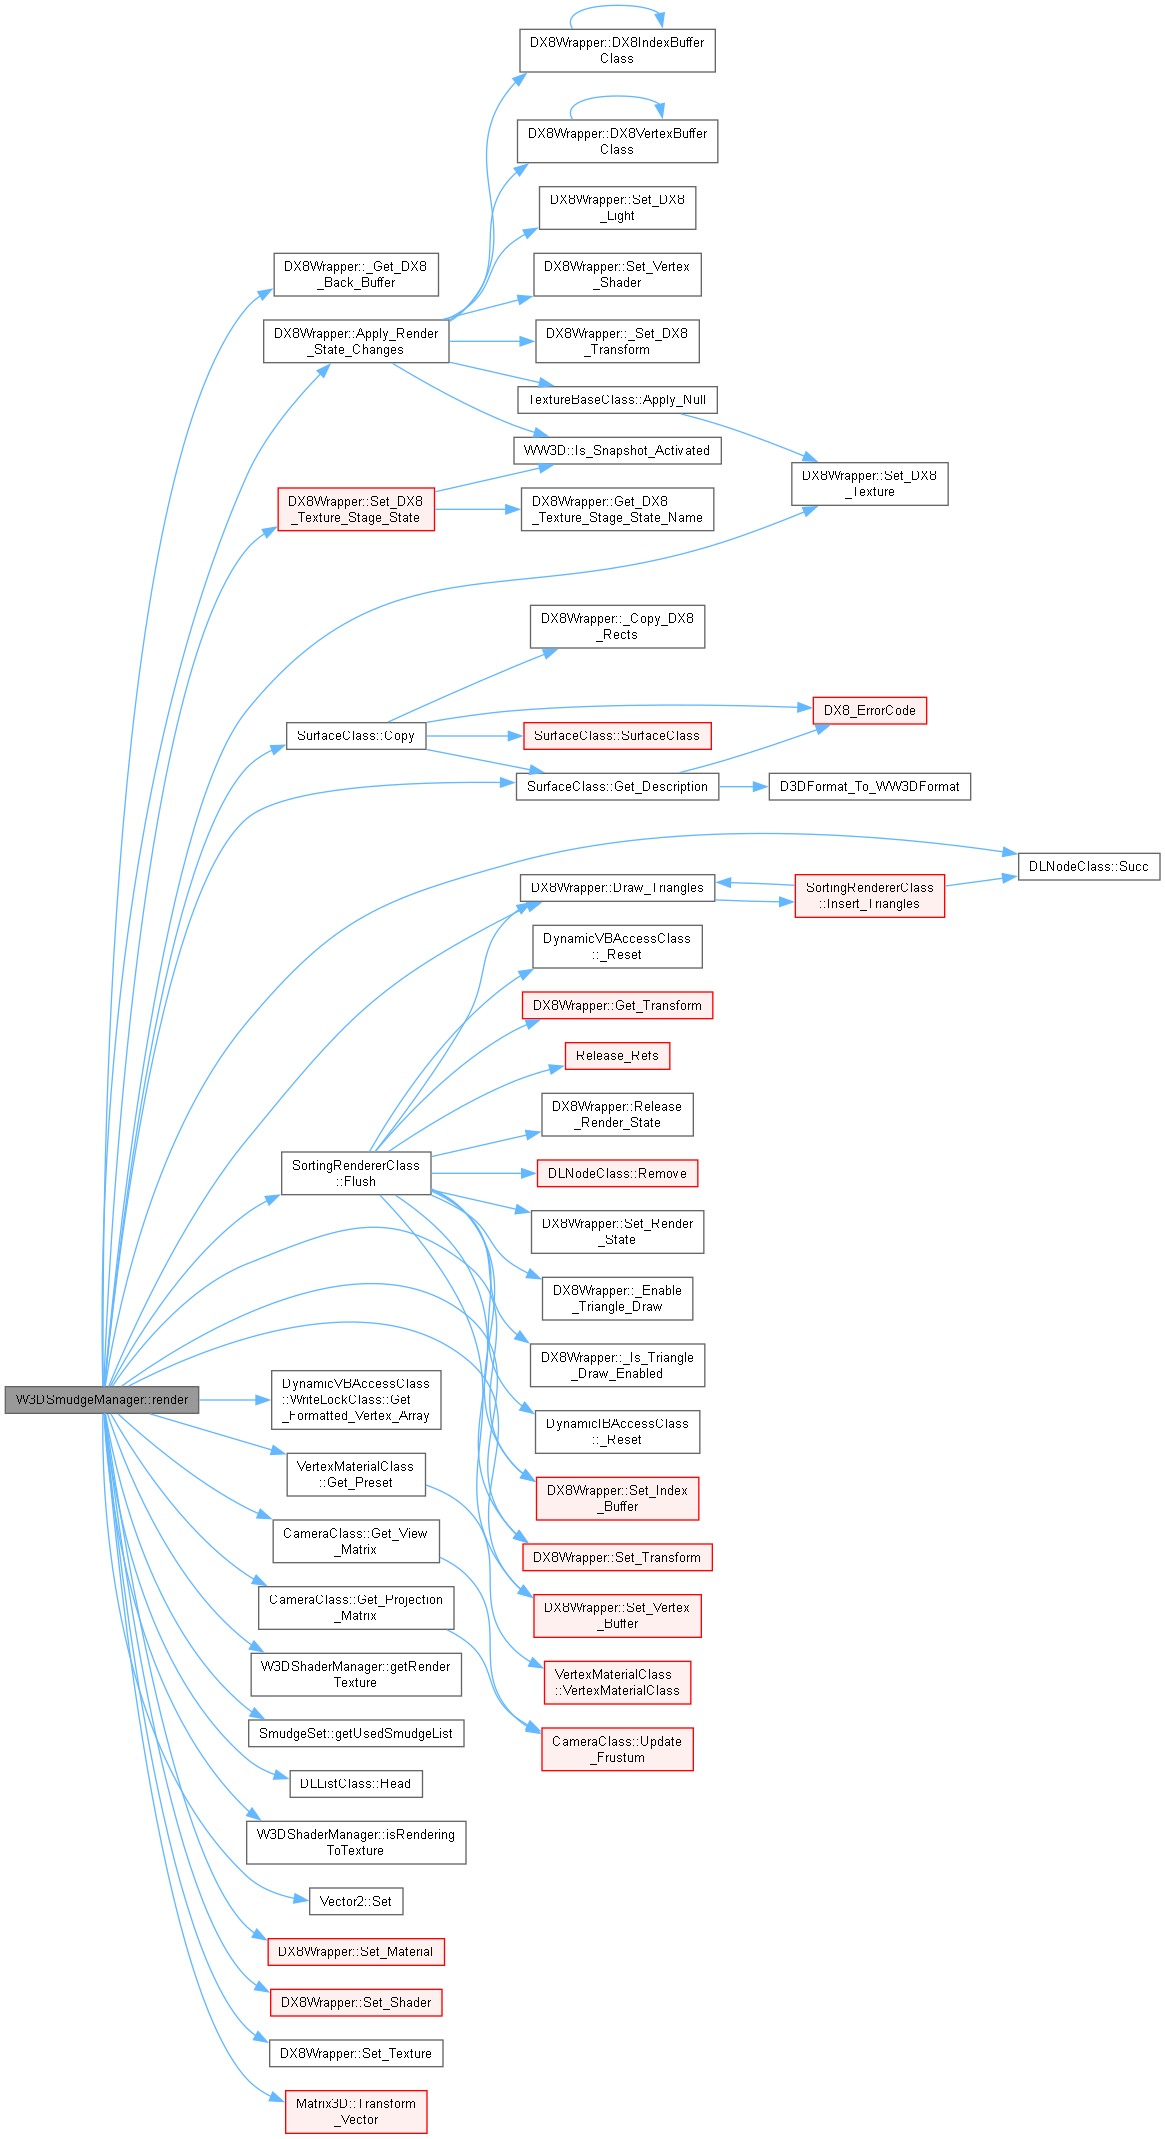 DX8Wrapper::DX8IndexBuffer
Class
DX8Wrapper::DX8VertexBuffer
Class
DX8Wrapper::Set_DX8
_Light
DX8Wrapper::_Get_DX8
_Back_Buffer
DX8Wrapper::Set_Vertex
_Shader
DX8Wrapper::Apply_Render
_State_Changes
DX8Wrapper::_Set_DX8
_Transform
TextureBaseClass::Apply_Null
WW3D::Is_Snapshot_Activated
DX8Wrapper::Set_DX8
_Texture
DX8Wrapper::Set_DX8
_Texture_Stage_State
DX8Wrapper::Get_DX8
_Texture_Stage_State_Name
DX8Wrapper::_Copy_DX8
_Rects
DX8_ErrorCode
SurfaceClass::Copy
SurfaceClass::SurfaceClass
SurfaceClass::Get_Description
D3DFormat_To_WW3DFormat
DLNodeClass::Succ
DX8Wrapper::Draw_Triangles
SortingRendererClass
::Insert_Triangles
DynamicVBAccessClass
::_Reset
DX8Wrapper::Get_Transform
Release_Refs
DX8Wrapper::Release
_Render_State
SortingRendererClass
::Flush
DLNodeClass::Remove
DX8Wrapper::Set_Render
_State
DX8Wrapper::_Enable
_Triangle_Draw
DX8Wrapper::_Is_Triangle
_Draw_Enabled
W3DSmudgeManager::render
DynamicVBAccessClass
::WriteLockClass::Get
_Formatted_Vertex_Array
DynamicIBAccessClass
::_Reset
VertexMaterialClass
::Get_Preset
DX8Wrapper::Set_Index
_Buffer
CameraClass::Get_View
_Matrix
DX8Wrapper::Set_Transform
CameraClass::Get_Projection
_Matrix
DX8Wrapper::Set_Vertex
_Buffer
W3DShaderManager::getRender
Texture
VertexMaterialClass
::VertexMaterialClass
SmudgeSet::getUsedSmudgeList
CameraClass::Update
_Frustum
DLListClass::Head
W3DShaderManager::isRendering
ToTexture
Vector2::Set
DX8Wrapper::Set_Material
DX8Wrapper::Set_Shader
DX8Wrapper::Set_Texture
Matrix3D::Transform
_Vector